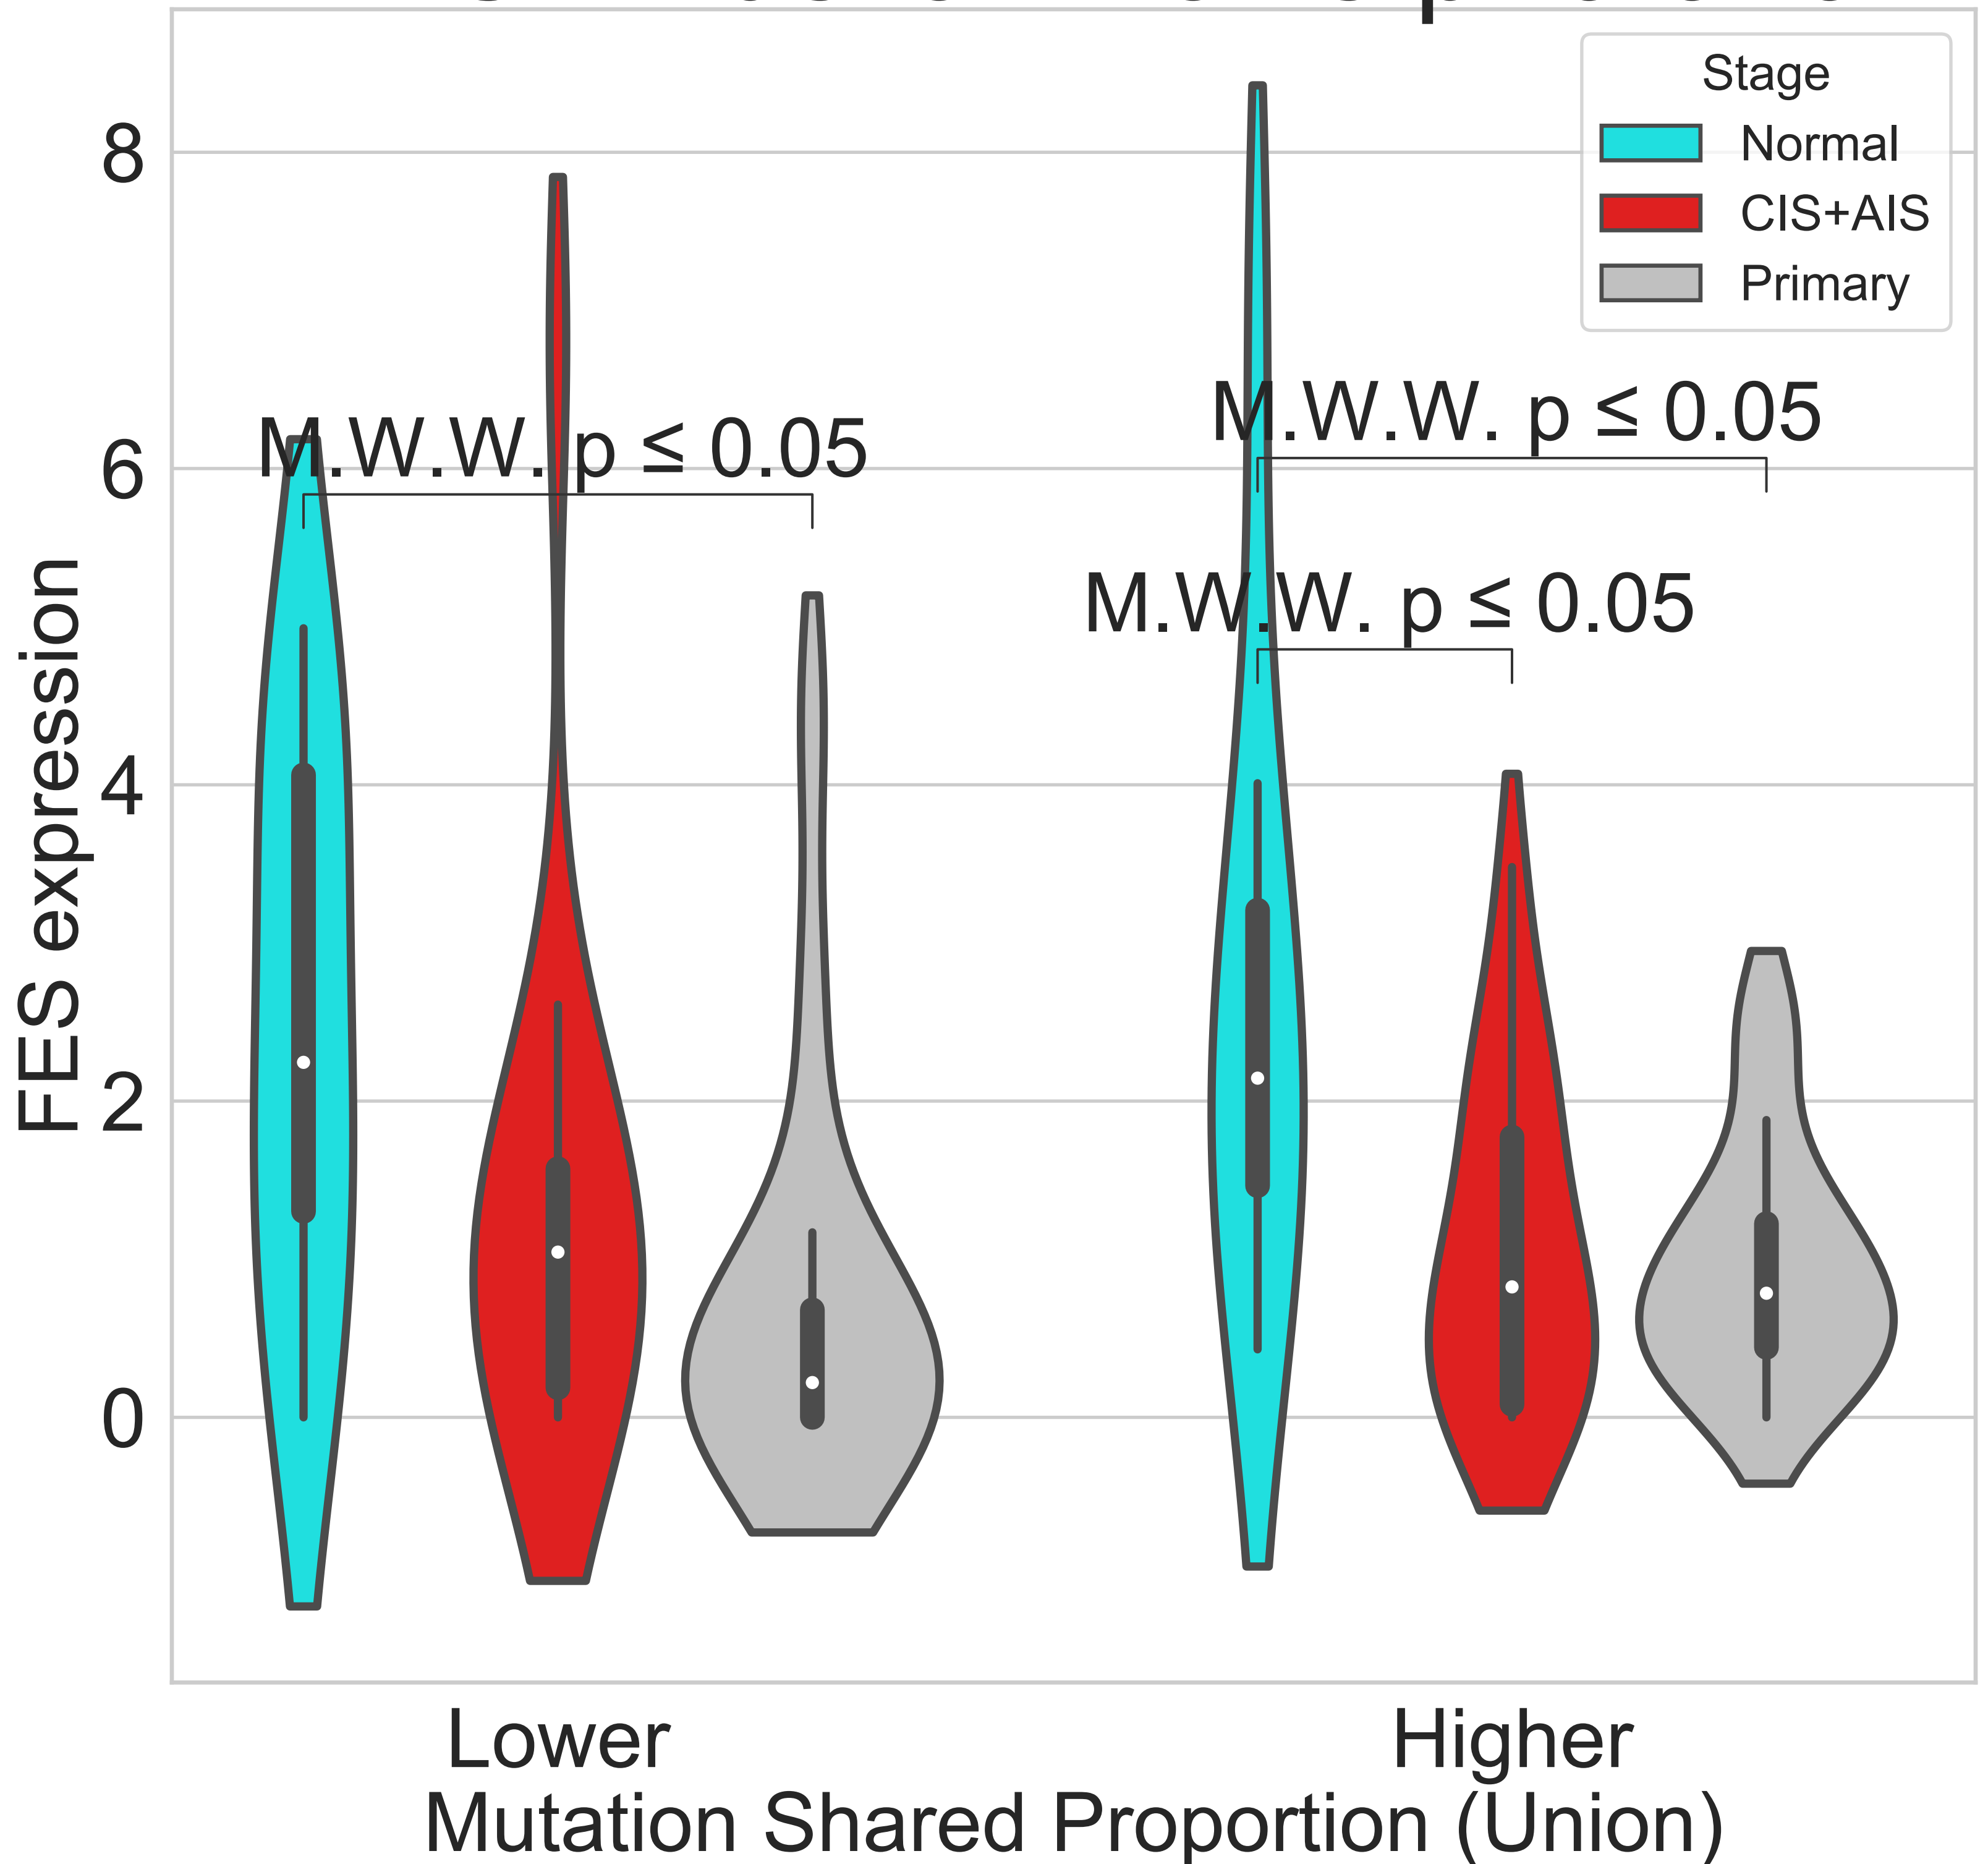 Stage
Normal
CIS+AIS
Primary
8
6
4
2
0
FES expression
M.W.W. p ≤ 0.05
M.W.W. p ≤ 0.05
M.W.W. p ≤ 0.05
Lower
Higher
Mutation Shared Proportion (Union)